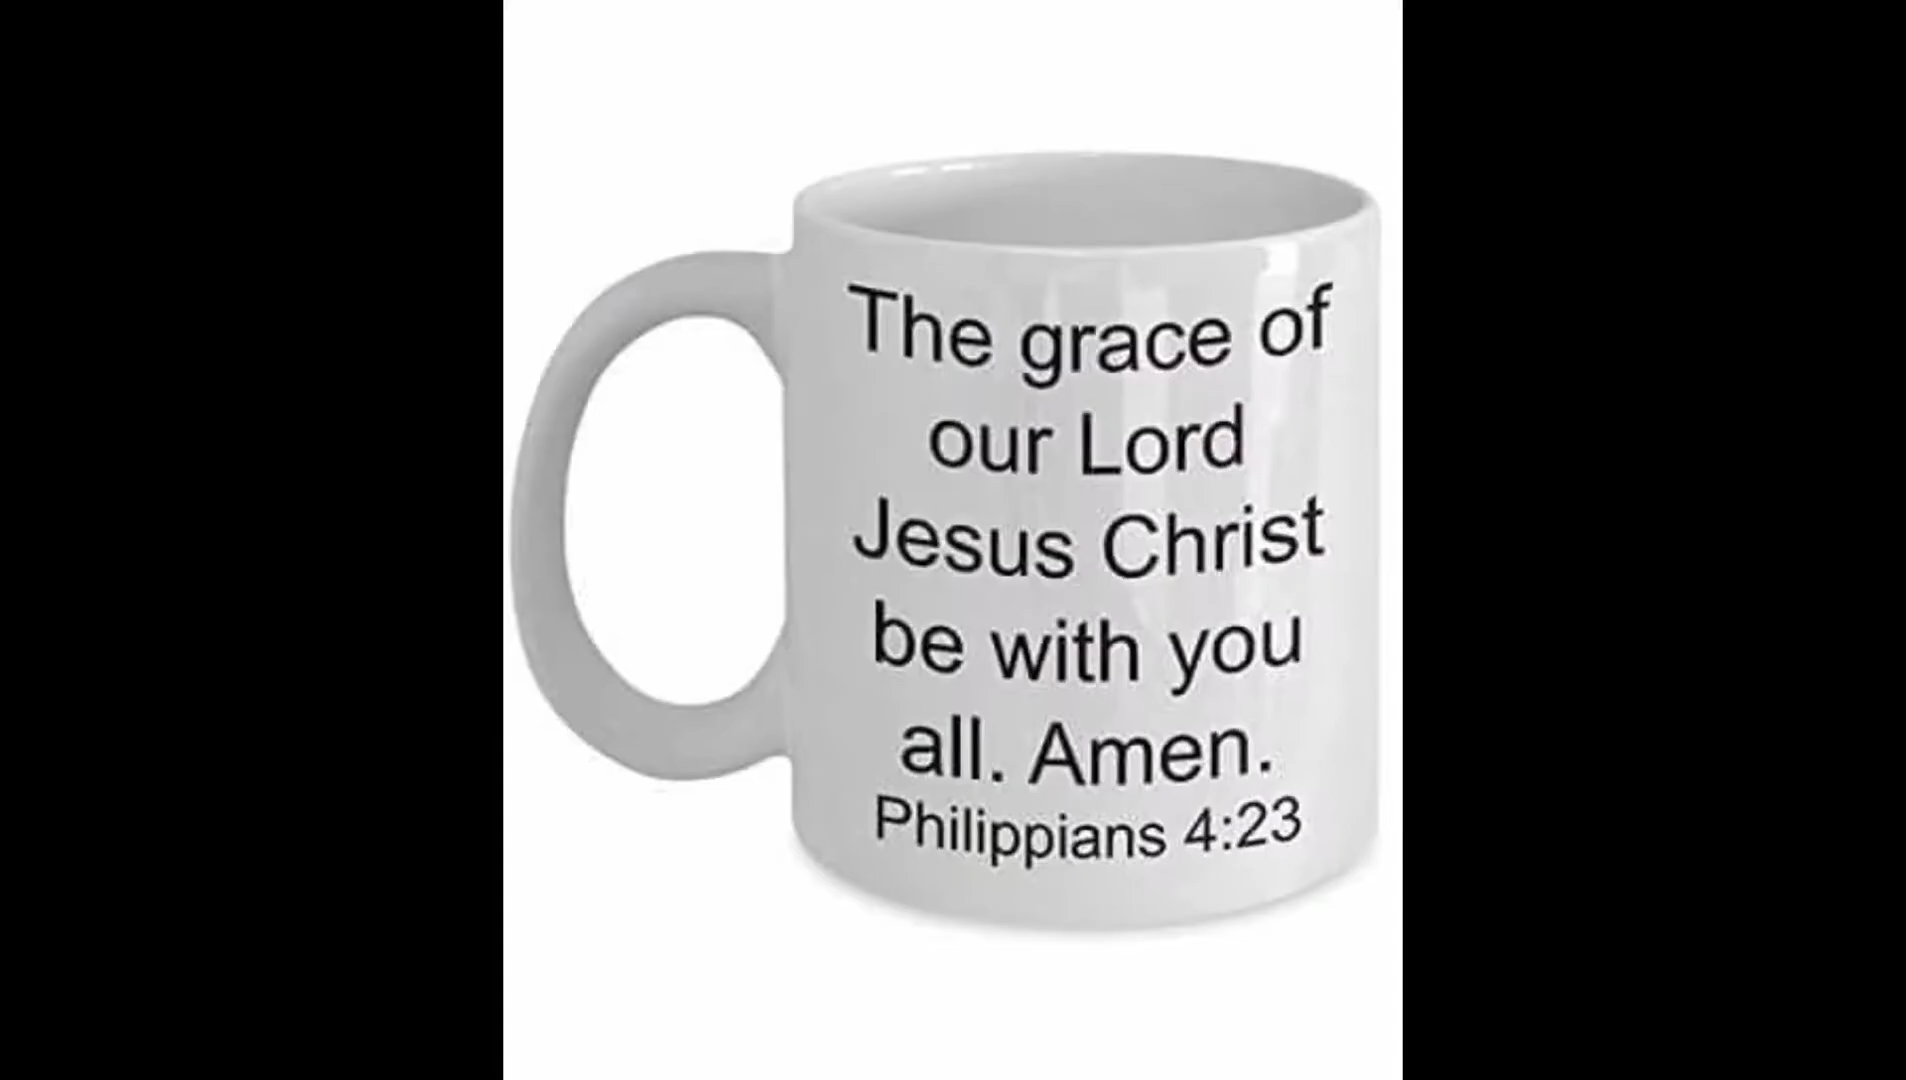 The grace of
our Lord
Jesus Christ
be with you
all. Amen.
Philippians 4:23